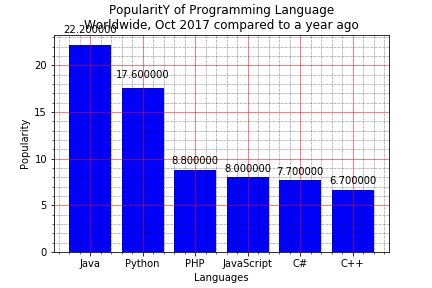 PopularitY of Programming Language
Worldwide, Oct 2017 compared to a year ago
22.200000
17.600000
8.800000
8.000000
7.700000
6.700000
20
15
10
5
0
Popularity
Java Python PHP JavaScript C# C++
Languages